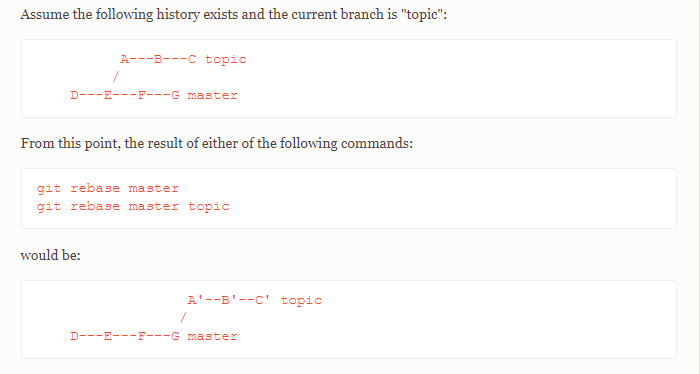 Assume the following history exists and the current branch is "topic":
A---B---C topic
/
D---E---F---G master
From this point, the result of either of the following commands:
git rebase master
git rebase master topic
would be:
A'--B'--C' topic
/
D---E---F---G master